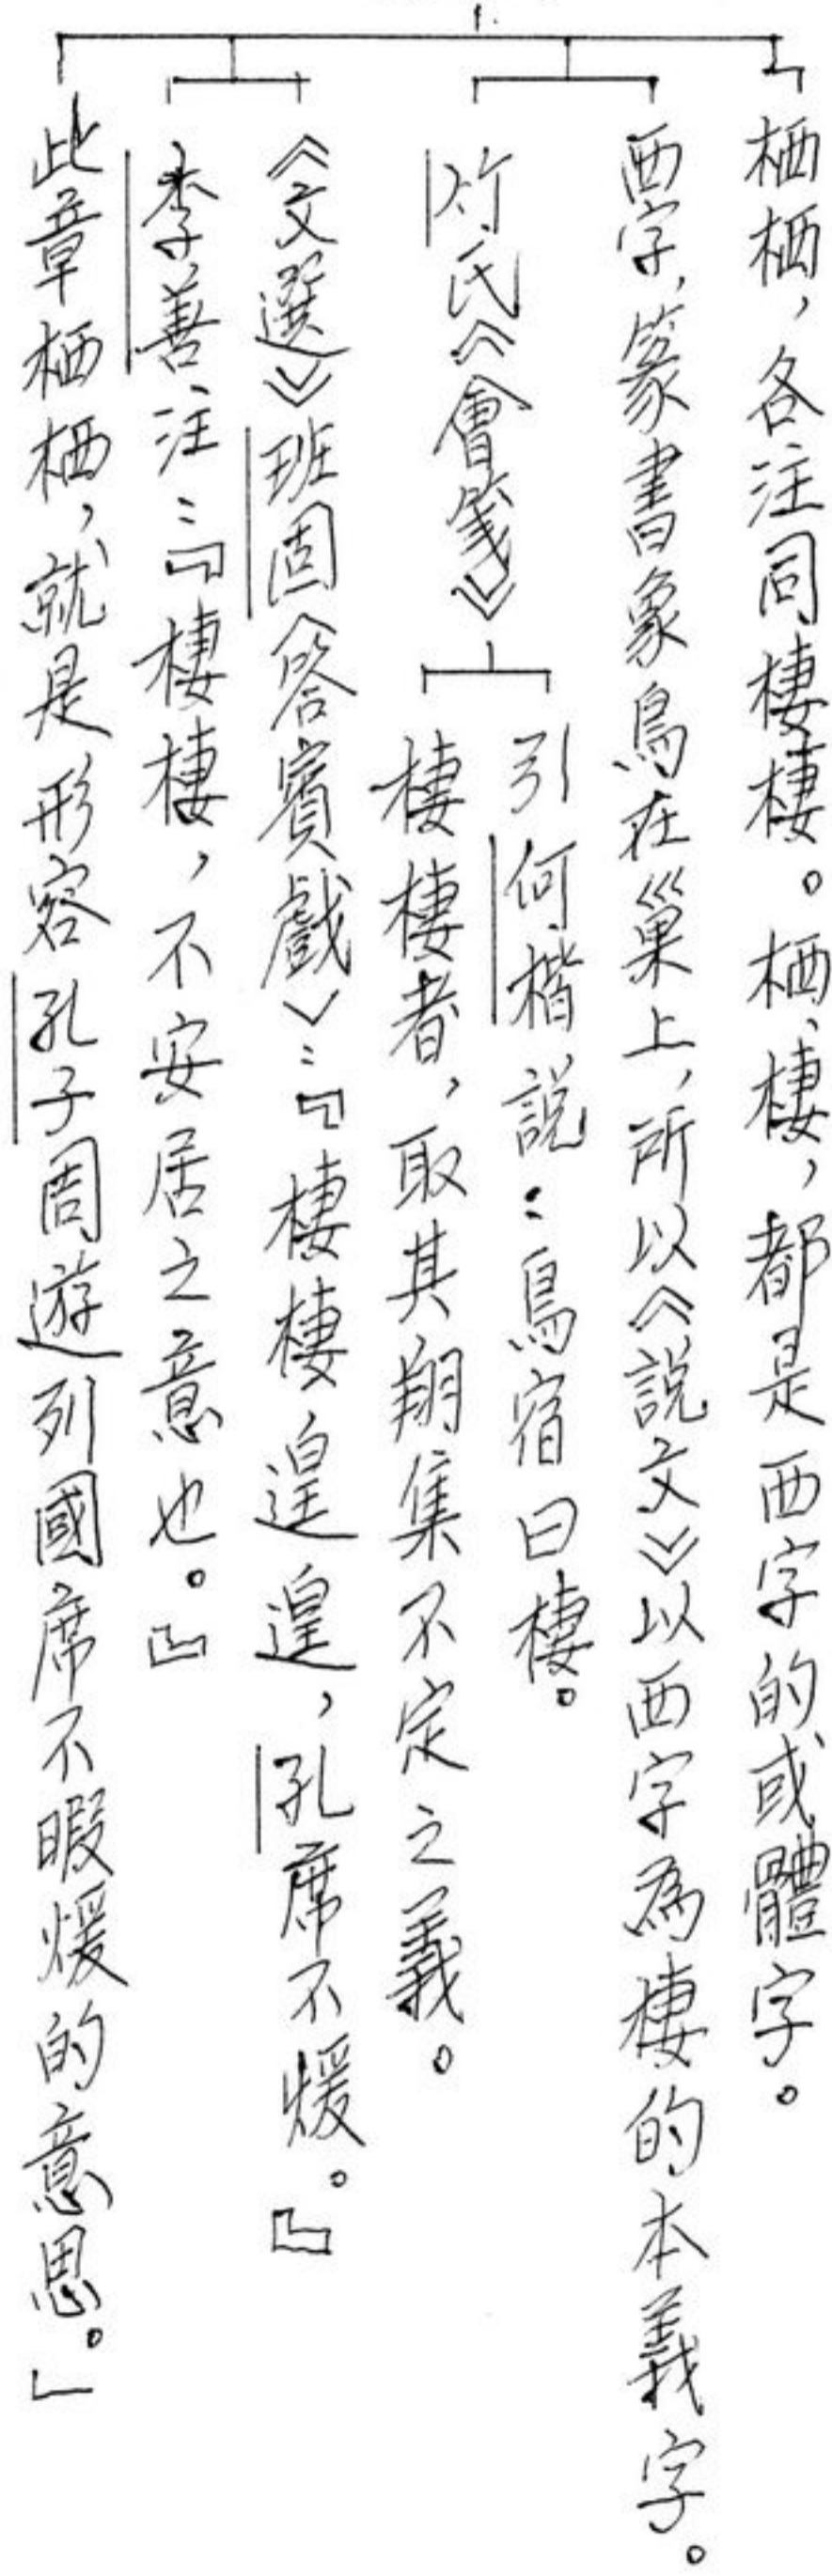 「栖栖，各注同棲棲。栖、棲，都是西字的或體字。
西字，篆書象鳥在巢上，所以《說文》以西字為棲的本義字。
竹氏《會箋》
引何楷說：鳥宿曰棲。
棲棲者，取其翔集不定之義。
《文選》班固答賓戲〉：『棲棲遑遑，孔席不煖。』
李善注：『棲棲，不安居之意也。』
此章栖栖，就是形容孔子周遊列國席不暇煖的意思。」